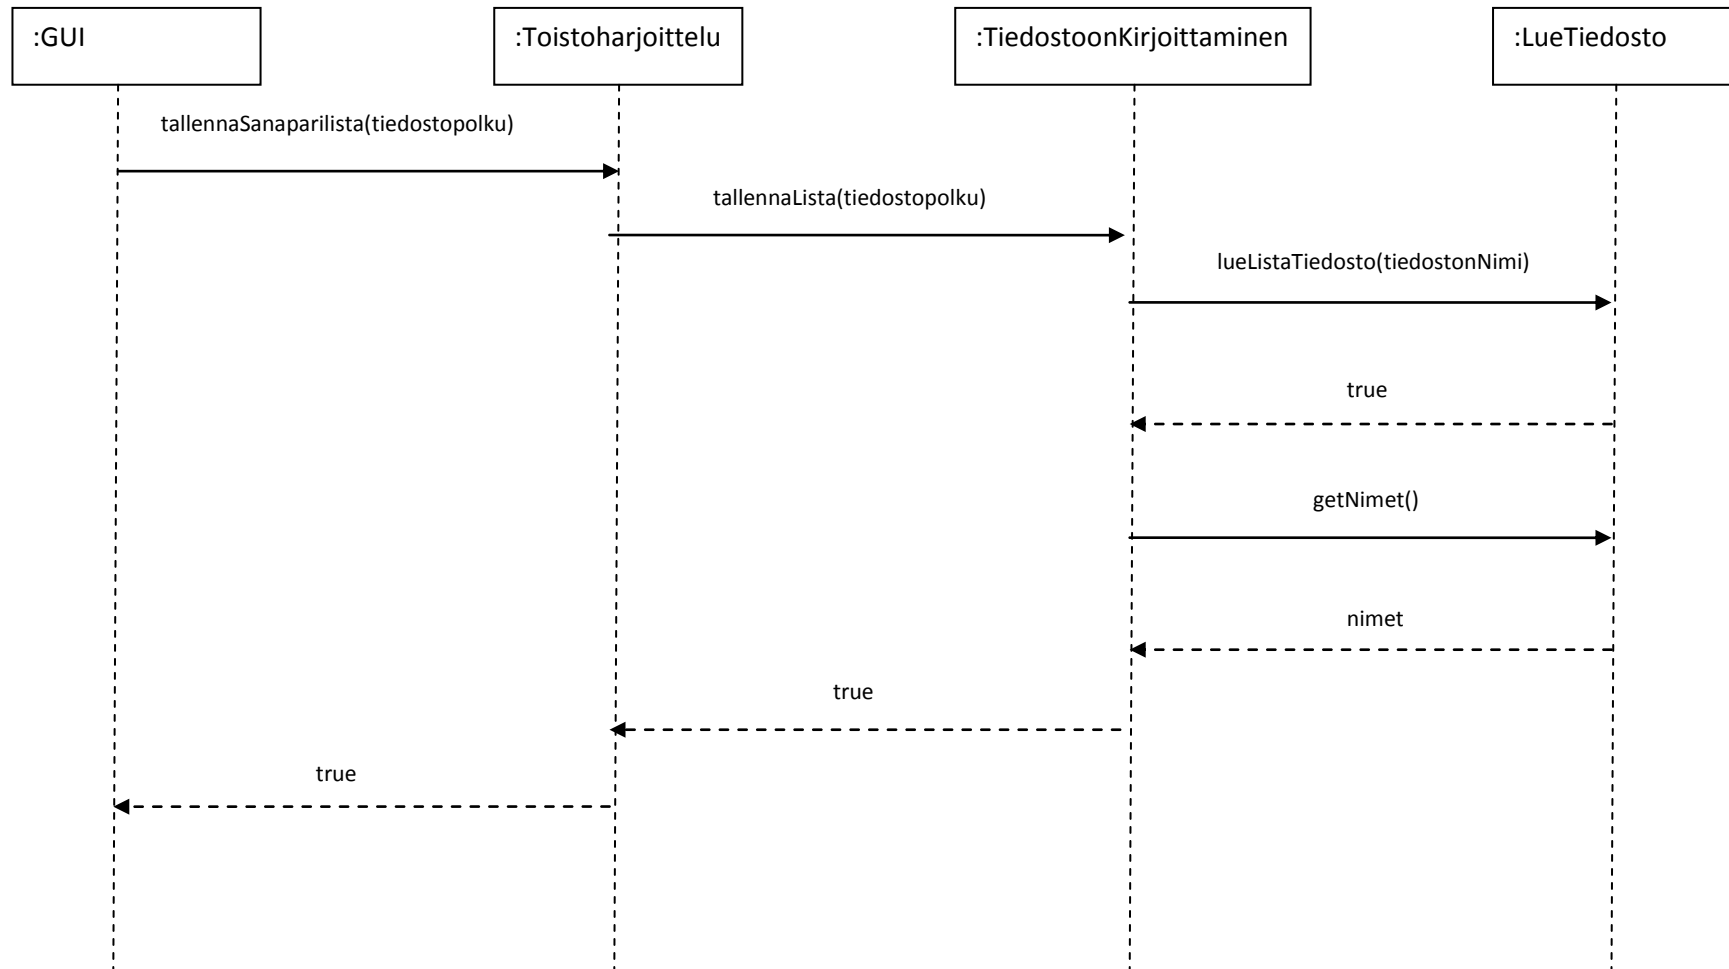 :GUI
:Toistoharjoittelu
:TiedostoonKirjoittaminen
:LueTiedosto
tallennaSanaparilista(tiedostopolku)
tallennaLista(tiedostopolku)
lueListaTiedosto(tiedostonNimi)
true
getNimet()
nimet
true
true